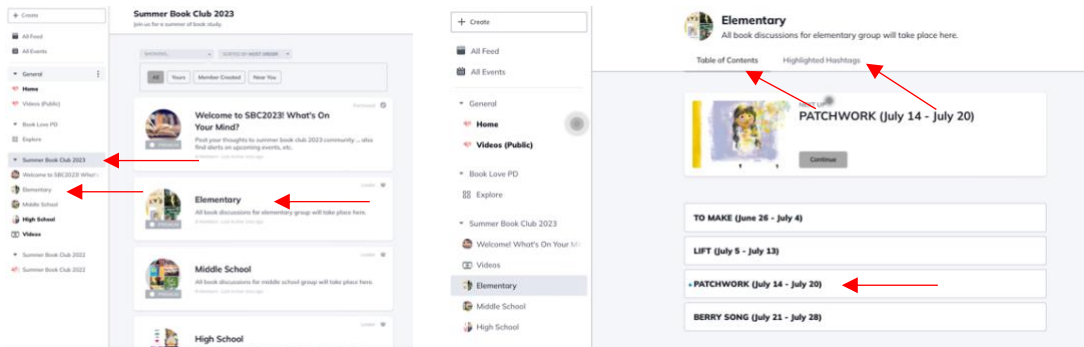 + Create
All Feed
All Events
General
Home
Videos (Public)
Book Love PD
Explore
Summer Book Club 2023
Welcome to SBC2023! What's
Elementary
Middle School
High School
Videos
Summer Book Club 2022
Summer Book Club 2022
Summer Book Club 2023
Join us for a summer of book study.
SORTED BY HOST ORDER
All
Yours
Member Created
Near You
Welcome to SBC2023! What's On
Your Mind?
Post your thoughts to summer book club 2023 community ... also
find alerts on upcoming events, etc.
PREMIUM
Elementary
All book discussions for elementary group will take place here.
PREMIUM
Middle School
All book discussions for middle school group will take place here.
PREMIUM
High School
+ Create
All Feed
All Events
General
Home
Videos (Public)
Book Love PD
Explore
Summer Book Club 2023
Welcome! What's On Your Mi
Videos
Elementary
Middle School
High School
Elementary
All book discussions for elementary group will take place here.
Table of Contents
Highlighted Hashtags
NEXT UP
PATCHWORK (July 14 - July 20)
Continue
TO MAKE (June 26 - July 4)
LIFT (July 5 - July 13)
PATCHWORK (July 14 - July 20)
BERRY SONG (July 21 - July 28)